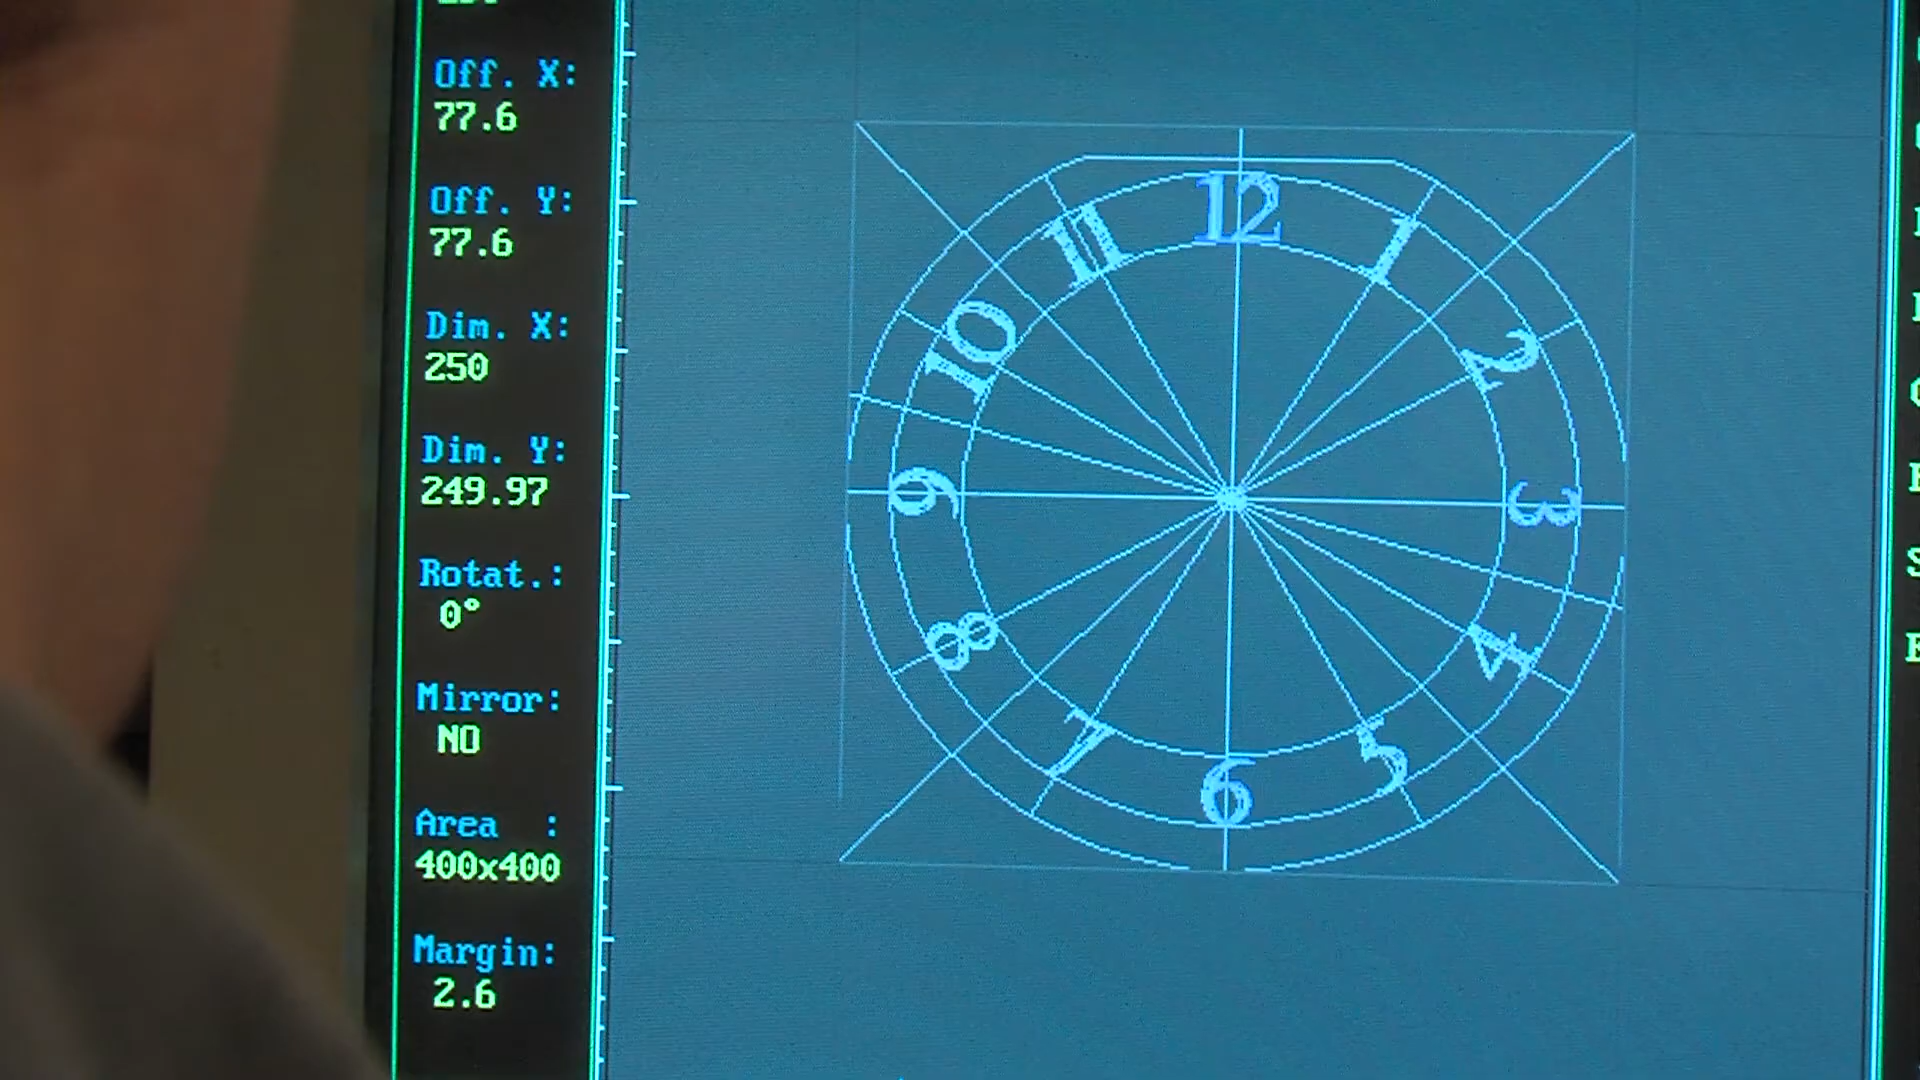 Off. X:
77.6
Off. Y:
77.6
Dim. X:
250
Dim. Y:
249.97
Rotat.:
0°
Mirror:
NO
Area :
400x400
Margin:
2.6
12
1
2
3
4
5
6
7
8
9
10
11